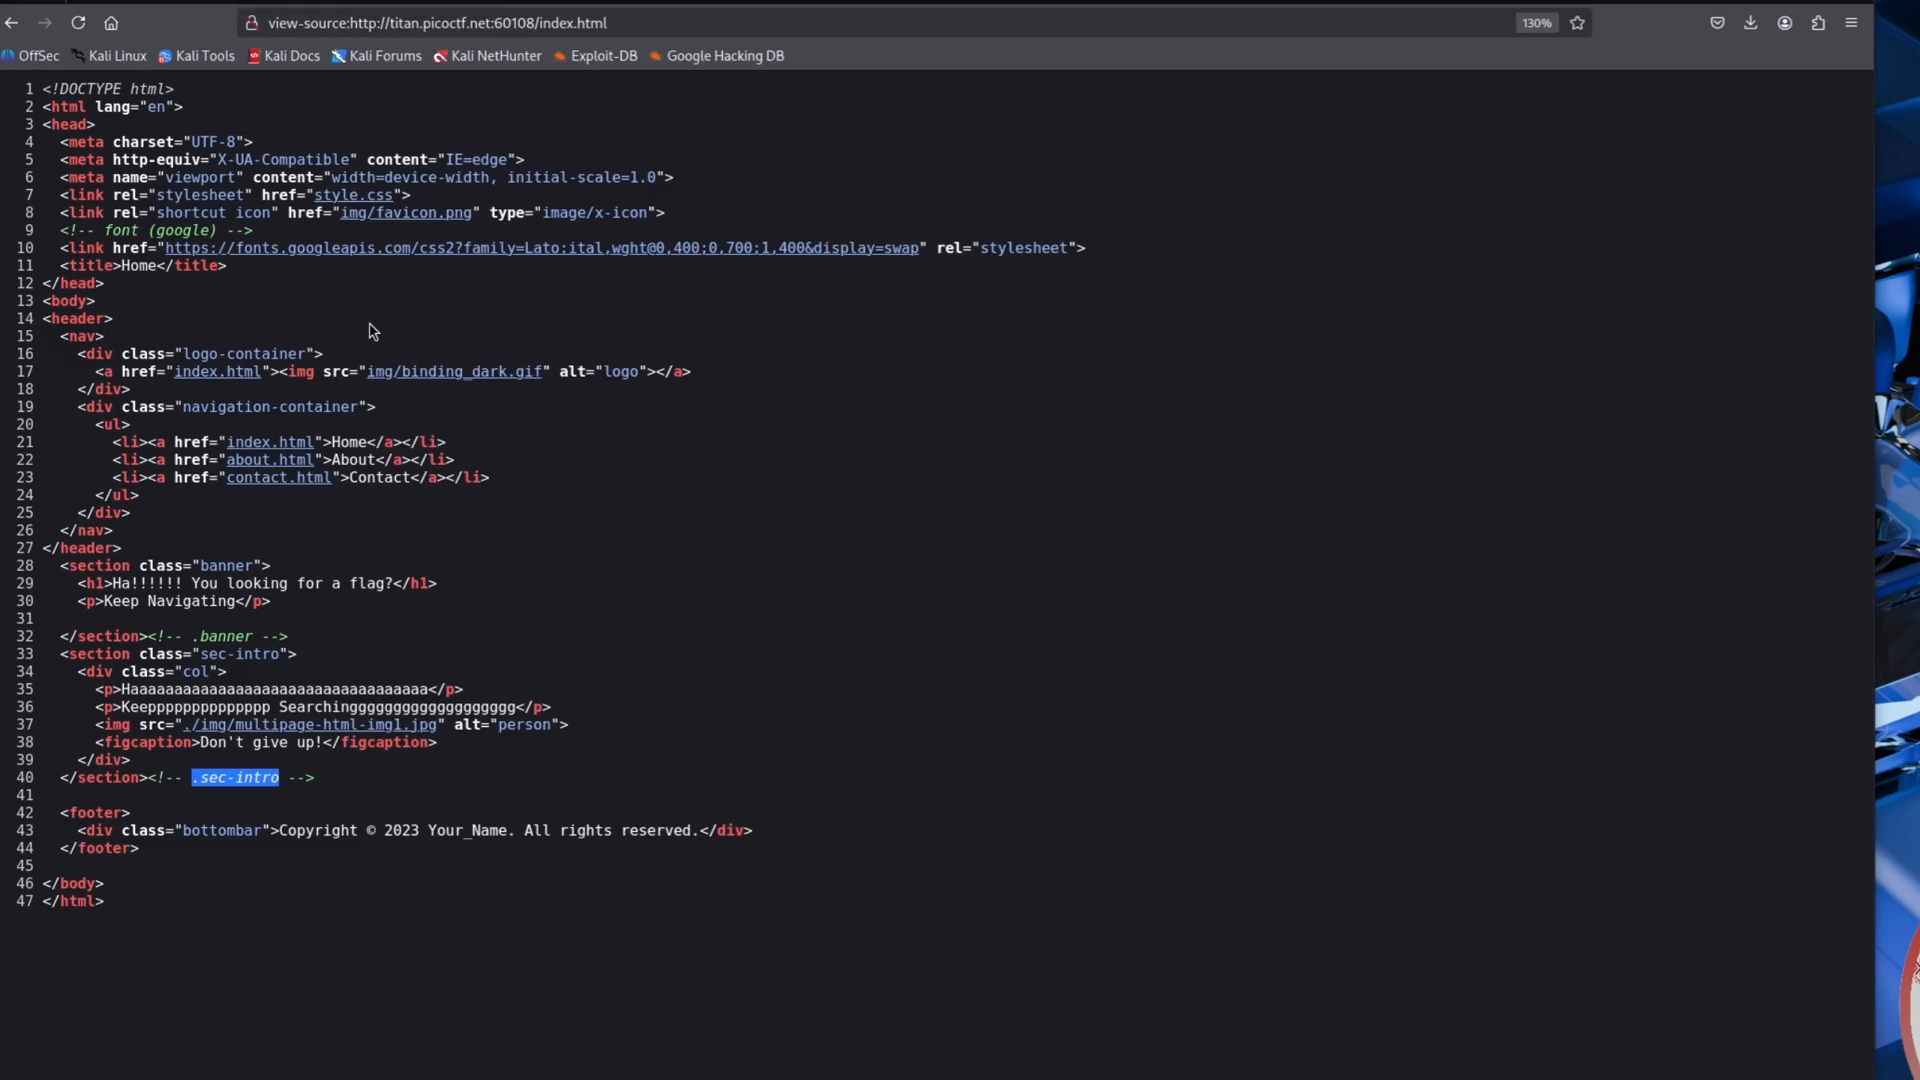 view-source:http://titan.picoctf.net:60108/index.html
130%
OffSec Kali Linux Kali Tools Kali Docs Kali Forums Kali NetHunter Exploit-DB Google Hacking DB
1 <!DOCTYPE html>
2 <html lang="en">
3 <head>
4   <meta charset="UTF-8">
5   <meta http-equiv="X-UA-Compatible" content="IE=edge">
6   <meta name="viewport" content="width=device-width, initial-scale=1.0">
7   <link rel="stylesheet" href="style.css">
8   <link rel="shortcut icon" href="img/favicon.png" type="image/x-icon">
9   <!-- font (google) -->
10   <link href="https://fonts.googleapis.com/css2?family=Lato:ital,wght@0,400;0,700;1,400&display=swap" rel="stylesheet">
11   <title>Home</title>
12 </head>
13 <body>
14 <header>
15   <nav>
16     <div class="logo-container">
17       <a href="index.html"><img src="img/binding_dark.gif" alt="logo"></a>
18     </div>
19     <div class="navigation-container">
20       <ul>
21         <li><a href="index.html">Home</a></li>
22         <li><a href="about.html">About</a></li>
23         <li><a href="contact.html">Contact</a></li>
24       </ul>
25     </div>
26   </nav>
27 </header>
28   <section class="banner">
29     <h1>Ha!!!!!! You looking for a flag?</h1>
30     <p>Keep Navigating</p>
31
32   </section><!-- .banner -->
33   <section class="sec-intro">
34     <div class="col">
35       <p>Haaaaaaaaaaaaaaaaaaaaaaaaaaaaaaaaaa</p>
36       <p>Keepppppppppppppp Searchinggggggggggggggggggg</p>
37       <img src="./img/multipage-html-img1.jpg" alt="person">
38       <figcaption>Don't give up!</figcaption>
39     </div>
40   </section><!-- .sec-intro -->
41
42   <footer>
43     <div class="bottombar">Copyright © 2023 Your_Name. All rights reserved.</div>
44   </footer>
45
46 </body>
47 </html>